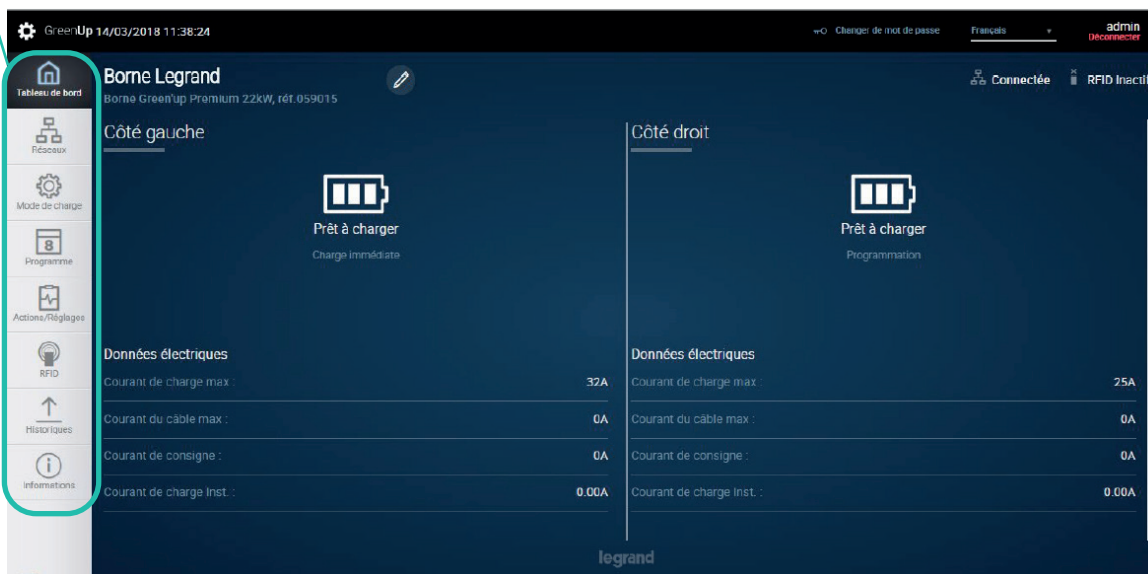 GreenUp 14/03/2018 11:38:24
Changer de mot de passe
Français
admin
Déconnecter
Tableau de bord
Réseaux
Mode de charge
Programme
Actions/Réglages
RFID
Historiques
Informations
Borne Legrand
Borne Green'up Premium 22kW, réf.059015
Connectée
RFID Inactif
Côté gauche
Prêt à charger
Charge immédiate
Données électriques
Courant de charge max : 32A
Courant du câble max : 0A
Courant de consigne : 0A
Courant de charge Inst. : 0.00A
Côté droit
Prêt à charger
Programmation
Données électriques
Courant de charge max : 25A
Courant du câble max : 0A
Courant de consigne : 0A
Courant de charge Inst. : 0.00A
legrand